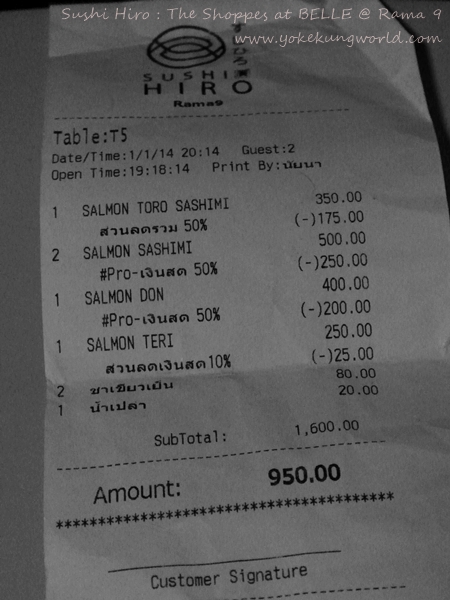 Sushi Hiro : The Shoppes at BELLE @ Rama 9
www.yokekungworld.com
SUSHI
HIRO
Rama9
Table:T5
Date/Time:1/1/14 20:14 Guest:2
Open Time:19:18:14 Print By:นัยนา
1 SALMON TORO SASHIMI 350.00
ส่วนลดรวม 50% (-)175.00
2 SALMON SASHIMI 500.00
#Pro-เงินสด 50% (-)250.00
1 SALMON DON 400.00
#Pro-เงินสด 50% (-)200.00
1 SALMON TERI 250.00
ส่วนลดเงินสด10% (-)25.00
2 ชาเขียวเย็น 80.00
1 น้ำเปล่า 20.00
SubTotal: 1,600.00
Amount: 950.00
****************************************
Customer Signature